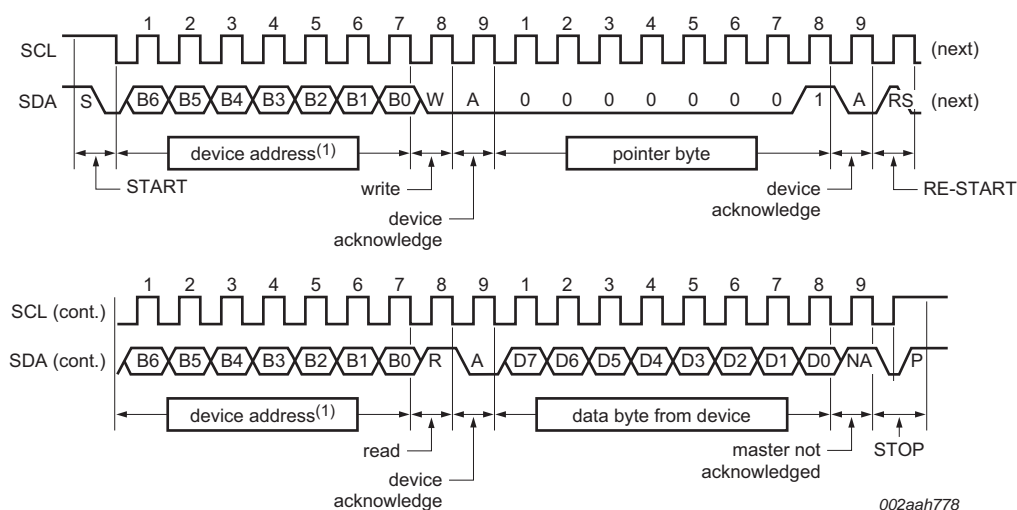 1 2 3 4 5 6 7 8 9 1 2 3 4 5 6 7 8 9
SCL (next)
SDA S B6 B5 B4 B3 B2 B1 B0 W A 0 0 0 0 0 0 0 1 A RS (next)
device address(1) pointer byte
START write device RE-START
device acknowledge
acknowledge
1 2 3 4 5 6 7 8 9 1 2 3 4 5 6 7 8 9
SCL (cont.)
SDA (cont.) B6 B5 B4 B3 B2 B1 B0 R A D7 D6 D5 D4 D3 D2 D1 D0 NA P
device address(1) data byte from device
read master not STOP
device acknowledged
acknowledge
002aah778